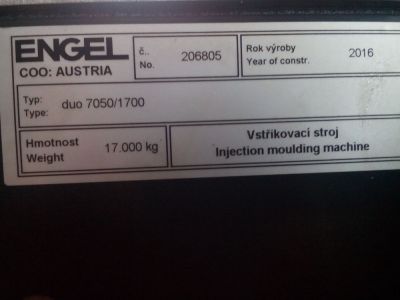 ENGEL
COO: AUSTRIA
č..
No.
206805
Rok výroby
Year of constr.
2016
Typ:
Type:
duo 7050/1700
Hmotnost
Weight
17.000 kg
Vstřikovací stroj
Injection moulding machine